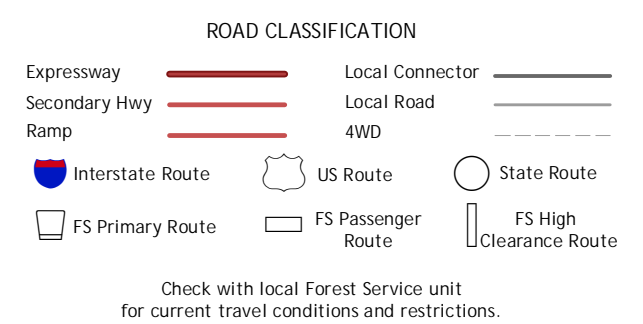 ROAD CLASSIFICATION
Expressway
Local Connector
Secondary Hwy
Local Road
Ramp
4WD
Interstate Route
US Route
State Route
FS Primary Route
FS Passenger
Route
FS High
Clearance Route
Check with local Forest Service unit
for current travel conditions and restrictions.